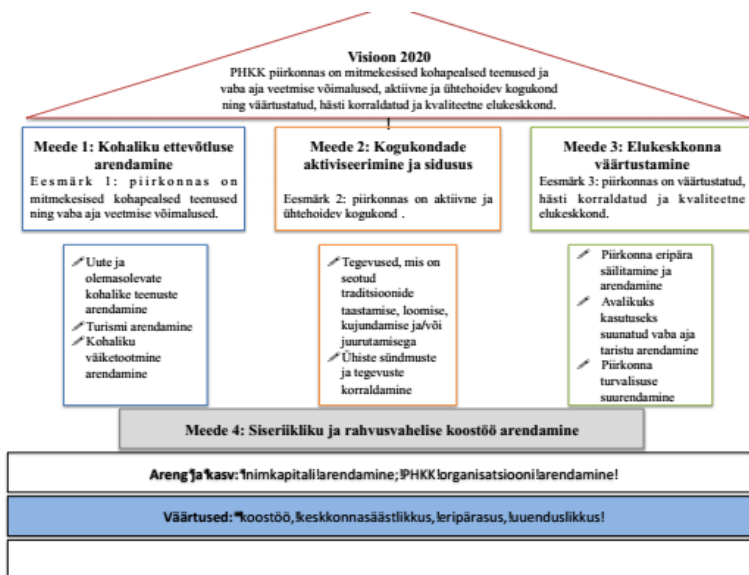 Visioon 2020
PHKK piirkonnas on mitmekesised kohapealsed teenused ja
vaba aja veetmise võimalused, aktiivne ja ühtehoidev kogukond
ning väärtustatud, hästi korraldatud ja kvaliteetne elukeskkond.
Meede 1: Kohaliku ettevõtluse
arendamine
Eesmärk 1: piirkonnas on
mitmekesised kohapealsed teenused
ning vaba aja veetmise võimalused.
Meede 2: Kogukondade
aktiviseerimine ja sidusus
Eesmärk 2: piirkonnas on aktiivne ja
ühtehoidev kogukond .
Meede 3: Elukeskkonna
väärtustamine
Eesmärk 3: piirkonnas on väärtustatud,
hästi korraldatud ja kvaliteetne
elukeskkond.
Uute ja
olemasolevate
kohalike teenuste
arendamine
Turismi arendamine
Kohaliku
väiketootmine
arendamine
Tegevused, mis on
seotud
traditsioonide
taastamise, loomise,
kujundamise ja/või
juurutamisega
Ühiste sündmuste
ja tegevuste
korraldamine
Piirkonna eripära
säilitamine ja
arendamine
Avalikuks
kasutuseks
suunatud vaba aja
taristu arendamine
Piirkonna
turvalisuse
suurendamine
Meede 4: Siseriikliku ja rahvusvahelise koostöö arendamine
Areng ja kasv: Inimkapitali arendamine; PHKK organisatsiooni arendamine!
Väärtused: koostöö, keskkonnasäästlikkus, eripärasus, uuenduslikkus!